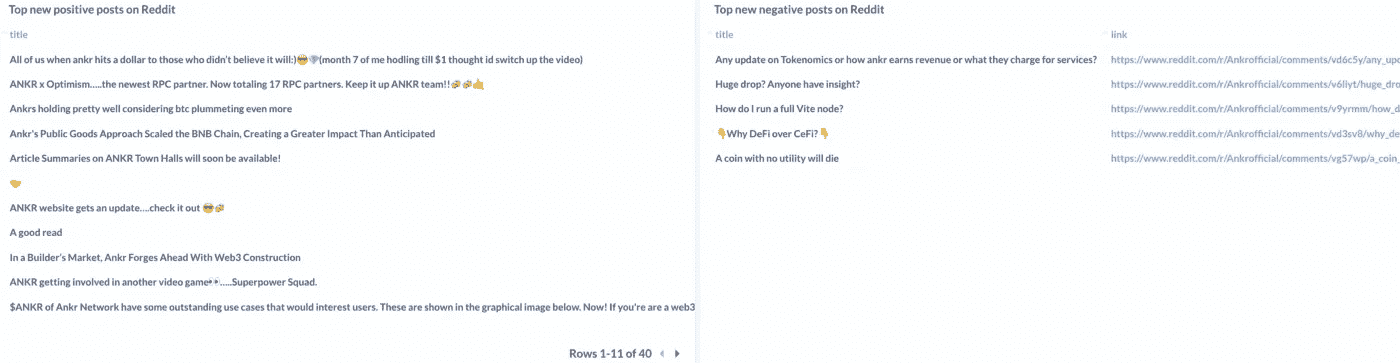 Top new positive posts on Reddit
title
All of us when ankr hits a dollar to those who didn't believe it will:)😎💎(month 7 of me hodling till $1 thought id switch up the video)
ANKR x Optimism.....the newest RPC partner. Now totaling 17 RPC partners. Keep it up ANKR team!!
Ankrs holding pretty well considering btc plummeting even more
Ankr's Public Goods Approach Scaled the BNB Chain, Creating a Greater Impact Than Anticipated
Article Summaries on ANKR Town Halls will soon be available!
ANKR website gets an update....check it out 😎
A good read
In a Builder's Market, Ankr Forges Ahead With Web3 Construction
ANKR getting involved in another video game👀.....Superpower Squad.
$ANKR of Ankr Network have some outstanding use cases that would interest users. These are shown in the graphical image below. Now! If you're are a web3
Rows 1-11 of 40
Top new negative posts on Reddit
title link
Any update on Tokenomics or how ankr earns revenue or what they charge for services? https://www.reddit.com/r/Ankrofficial/comments/vd6c5y/any_upd
Huge drop? Anyone have insight? https://www.reddit.com/r/Ankrofficial/comments/v6liyt/huge_dro
How do I run a full Vite node? https://www.reddit.com/r/Ankrofficial/comments/v9yrmm/how_d
👇Why DeFi over CeFi?👇 https://www.reddit.com/r/Ankrofficial/comments/vd3sv8/why_de
A coin with no utility will die https://www.reddit.com/r/Ankrofficial/comments/vg57wp/a_coin_